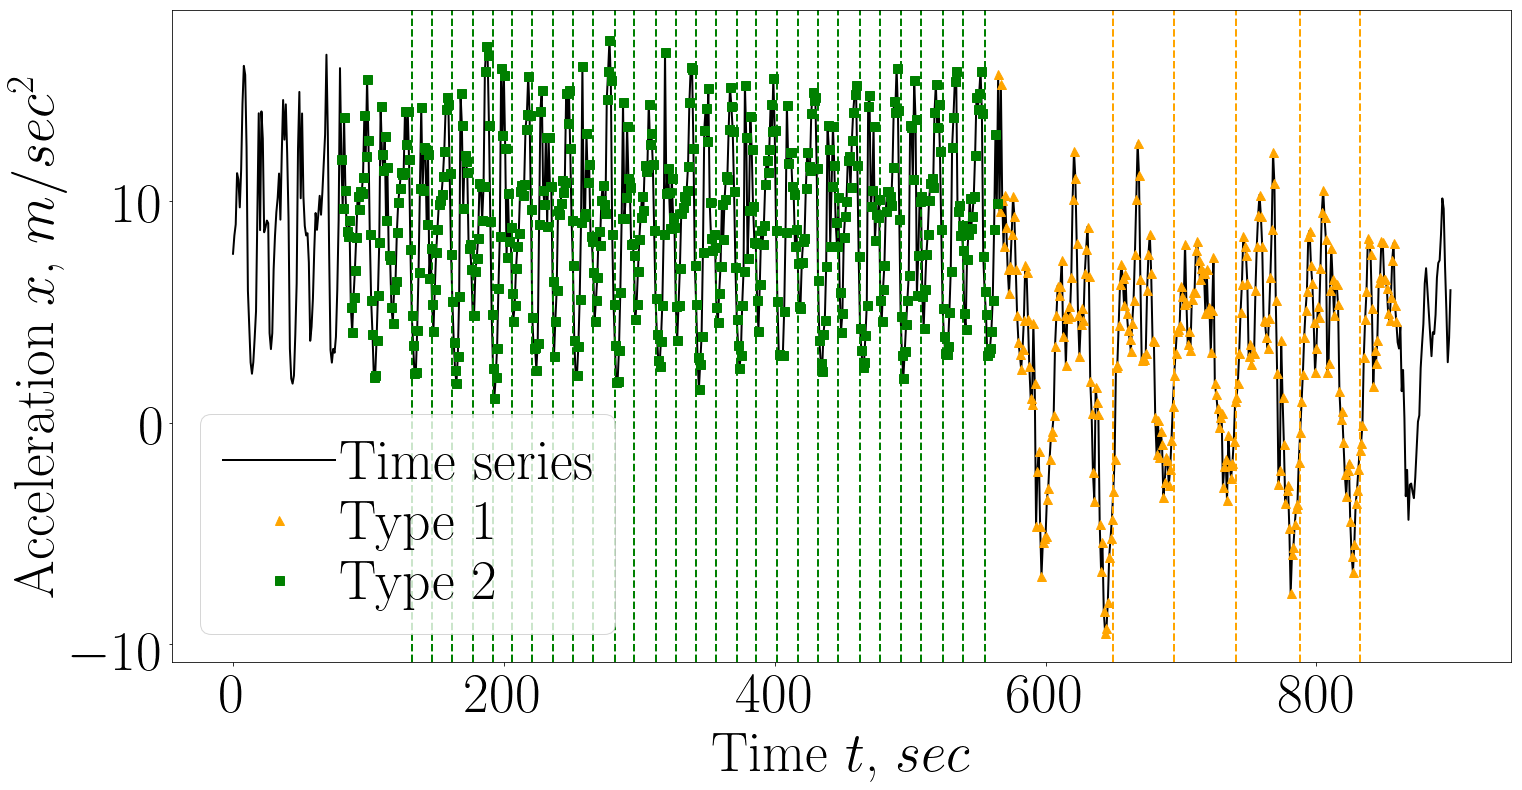 Acceleration x, m/sec²
10
0
−10
Time series
Type 1
Type 2
0 200 400 600 800
Time t, sec